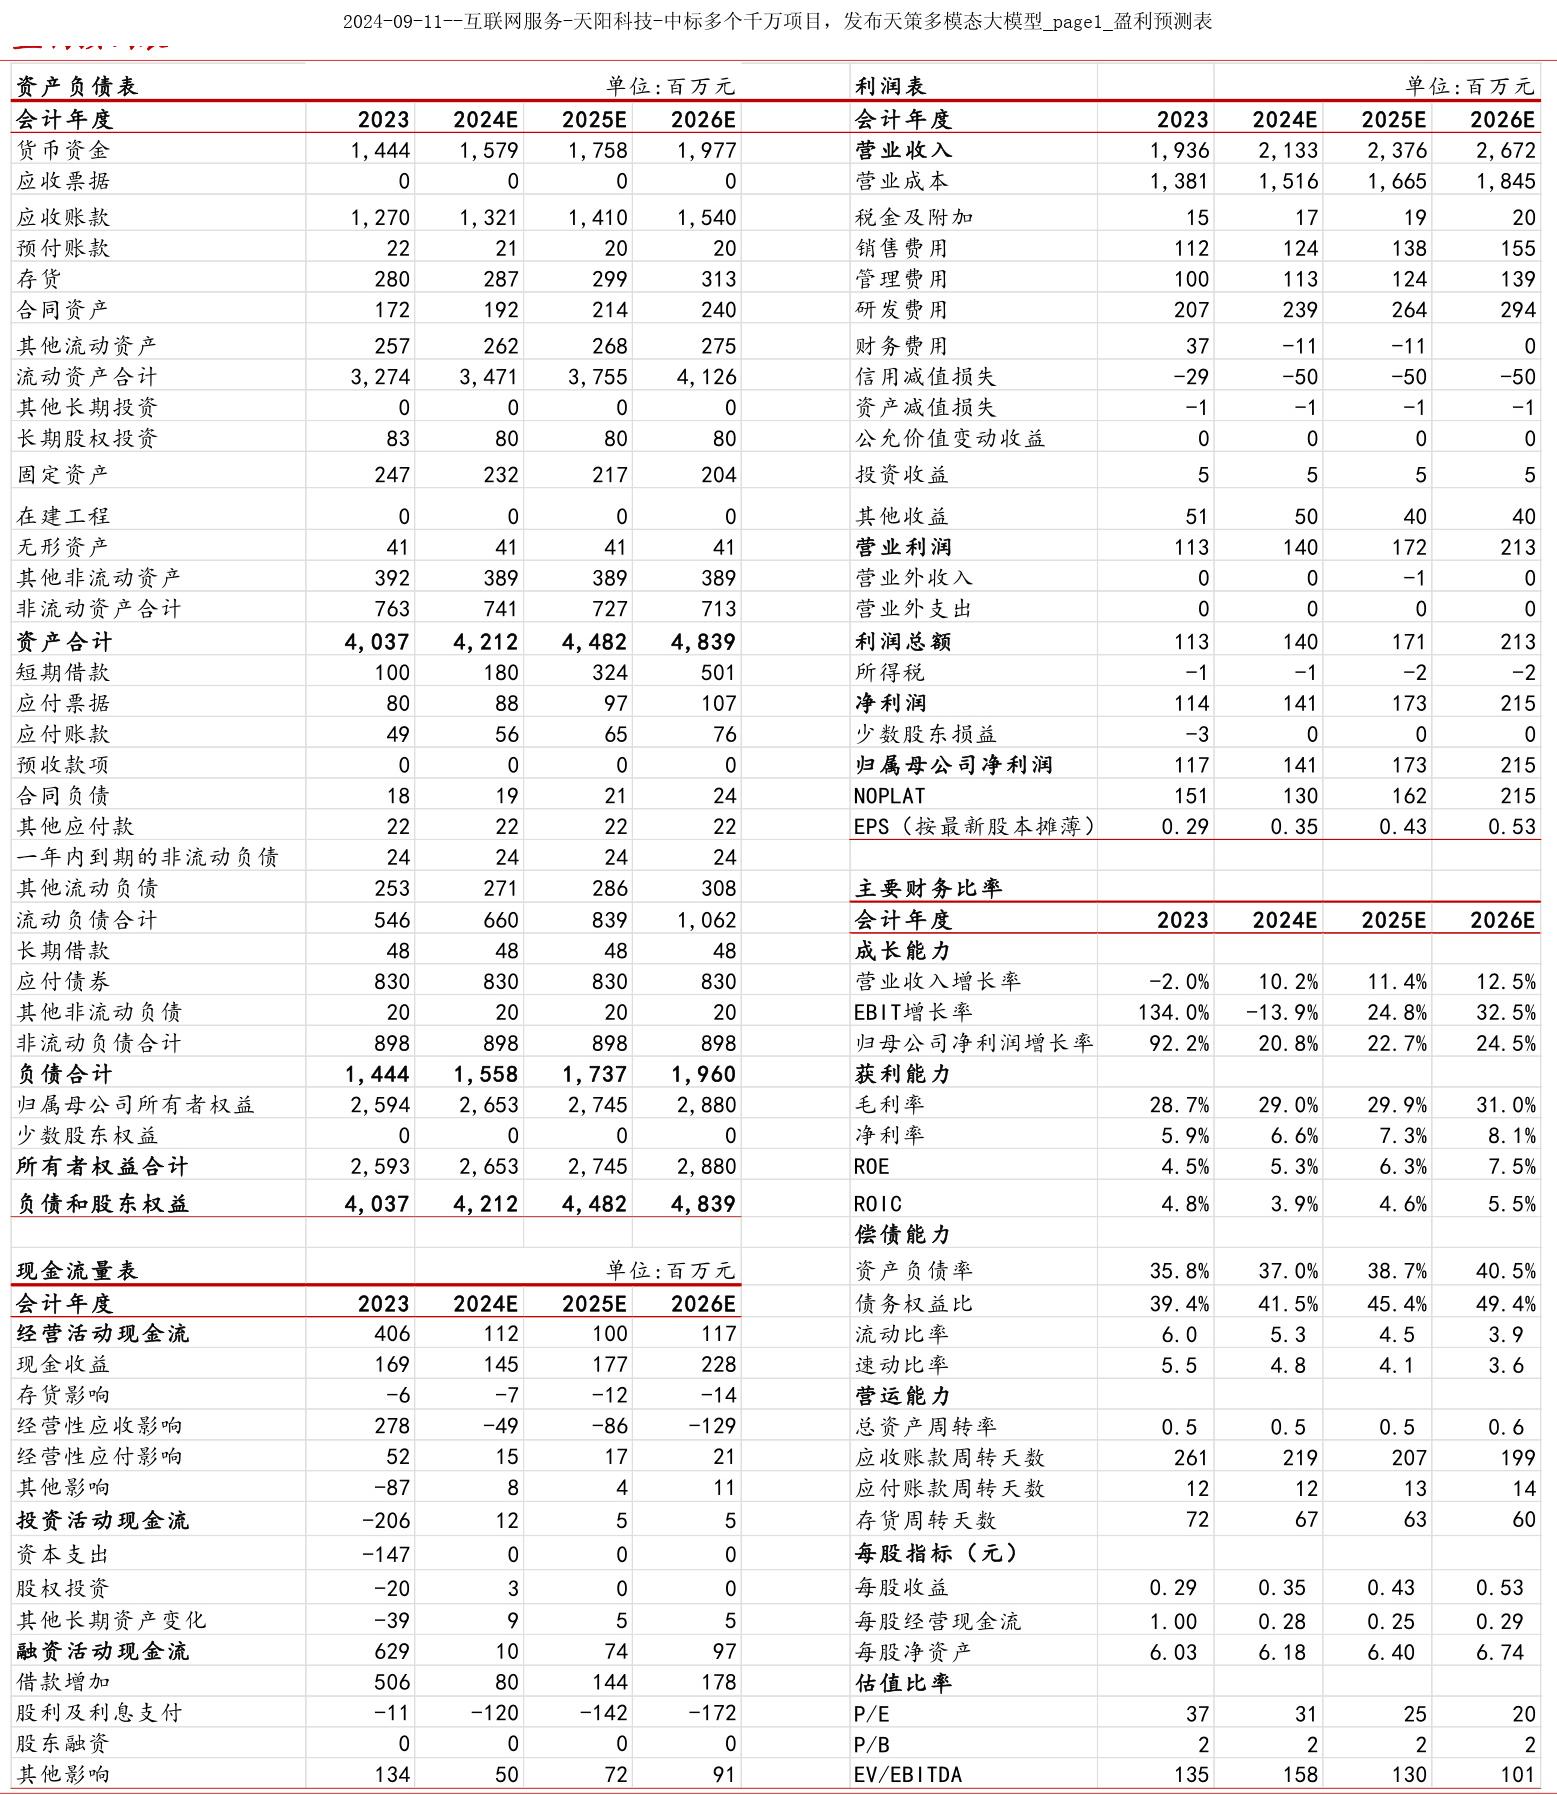 2024-09-11--互联网服务-天阳科技-中标多个千万项目，发布天策多模态大模型_page1_盈利预测表
资产负债表 单位:百万元
会计年度 2023 2024E 2025E 2026E
货币资金 1,444 1,579 1,758 1,977
应收票据 0 0 0 0
应收账款 1,270 1,321 1,410 1,540
预付账款 22 21 20 20
存货 280 287 299 313
合同资产 172 192 214 240
其他流动资产 257 262 268 275
流动资产合计 3,274 3,471 3,755 4,126
其他长期投资 0 0 0 0
长期股权投资 83 80 80 80
固定资产 247 232 217 204
在建工程 0 0 0 0
无形资产 41 41 41 41
其他非流动资产 392 389 389 389
非流动资产合计 763 741 727 713
资产合计 4,037 4,212 4,482 4,839
短期借款 100 180 324 501
应付票据 80 88 97 107
应付账款 49 56 65 76
预收款项 0 0 0 0
合同负债 18 19 21 24
其他应付款 22 22 22 22
一年内到期的非流动负债 24 24 24 24
其他流动负债 253 271 286 308
流动负债合计 546 660 839 1,062
长期借款 48 48 48 48
应付债券 830 830 830 830
其他非流动负债 20 20 20 20
非流动负债合计 898 898 898 898
负债合计 1,444 1,558 1,737 1,960
归属母公司所有者权益 2,594 2,653 2,745 2,880
少数股东权益 0 0 0 0
所有者权益合计 2,593 2,653 2,745 2,880
负债和股东权益 4,037 4,212 4,482 4,839
现金流量表 单位:百万元
会计年度 2023 2024E 2025E 2026E
经营活动现金流 406 112 100 117
现金收益 169 145 177 228
存货影响 -6 -7 -12 -14
经营性应收影响 278 -49 -86 -129
经营性应付影响 52 15 17 21
其他影响 -87 8 4 11
投资活动现金流 -206 12 5 5
资本支出 -147 0 0 0
股权投资 -20 3 0 0
其他长期资产变化 -39 9 5 5
融资活动现金流 629 10 74 97
借款增加 506 80 144 178
股利及利息支付 -11 -120 -142 -172
股东融资 0 0 0 0
其他影响 134 50 72 91
利润表 单位:百万元
会计年度 2023 2024E 2025E 2026E
营业收入 1,936 2,133 2,376 2,672
营业成本 1,381 1,516 1,665 1,845
税金及附加 15 17 19 20
销售费用 112 124 138 155
管理费用 100 113 124 139
研发费用 207 239 264 294
财务费用 37 -11 -11 0
信用减值损失 -29 -50 -50 -50
资产减值损失 -1 -1 -1 -1
公允价值变动收益 0 0 0 0
投资收益 5 5 5 5
其他收益 51 50 40 40
营业利润 113 140 172 213
营业外收入 0 0 -1 0
营业外支出 0 0 0 0
利润总额 113 140 171 213
所得税 -1 -1 -2 -2
净利润 114 141 173 215
少数股东损益 -3 0 0 0
归属母公司净利润 117 141 173 215
NOPLAT 151 130 162 215
EPS（按最新股本摊薄） 0.29 0.35 0.43 0.53
主要财务比率
会计年度 2023 2024E 2025E 2026E
成长能力
营业收入增长率 -2.0% 10.2% 11.4% 12.5%
EBIT增长率 134.0% -13.9% 24.8% 32.5%
归母公司净利润增长率 92.2% 20.8% 22.7% 24.5%
获利能力
毛利率 28.7% 29.0% 29.9% 31.0%
净利率 5.9% 6.6% 7.3% 8.1%
ROE 4.5% 5.3% 6.3% 7.5%
ROIC 4.8% 3.9% 4.6% 5.5%
偿债能力
资产负债率 35.8% 37.0% 38.7% 40.5%
债务权益比 39.4% 41.5% 45.4% 49.4%
流动比率 6.0 5.3 4.5 3.9
速动比率 5.5 4.8 4.1 3.6
营运能力
总资产周转率 0.5 0.5 0.5 0.6
应收账款周转天数 261 219 207 199
应付账款周转天数 12 12 13 14
存货周转天数 72 67 63 60
每股指标（元）
每股收益 0.29 0.35 0.43 0.53
每股经营现金流 1.00 0.28 0.25 0.29
每股净资产 6.03 6.18 6.40 6.74
估值比率
P/E 37 31 25 20
P/B 2 2 2 2
EV/EBITDA 135 158 130 101